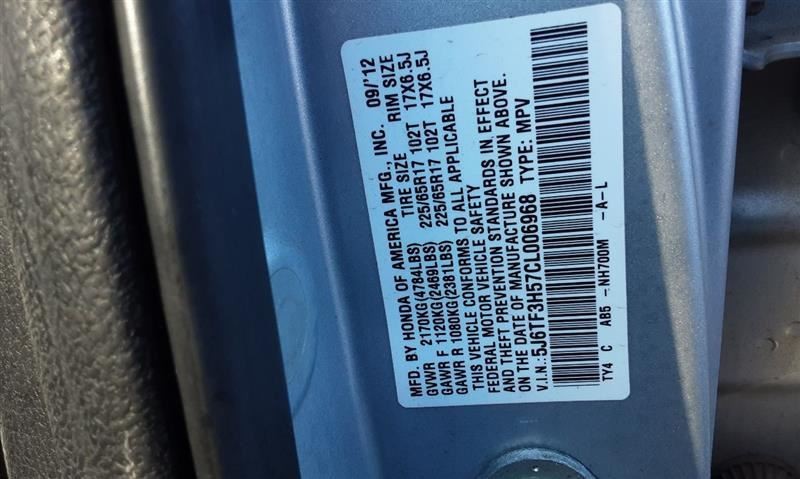 MFD. BY HONDA OF AMERICA MFG., INC. 09/'12
GVWR 2170KG(4784LBS) TIRE SIZE RIM SIZE
GAWR F 1120KG(2469LBS) 225/65R17 102T 17X6.5J
GAWR R 1080KG(2381LBS) 225/65R17 102T 17X6.5J
THIS VEHICLE CONFORMS TO ALL APPLICABLE
FEDERAL MOTOR VEHICLE SAFETY
AND THEFT PREVENTION STANDARDS IN EFFECT
ON THE DATE OF MANUFACTURE SHOWN ABOVE.
V.I.N.:5J6TF3H57CL006968 TYPE: MPV
TY4 C AB5 -NH700M -A-L